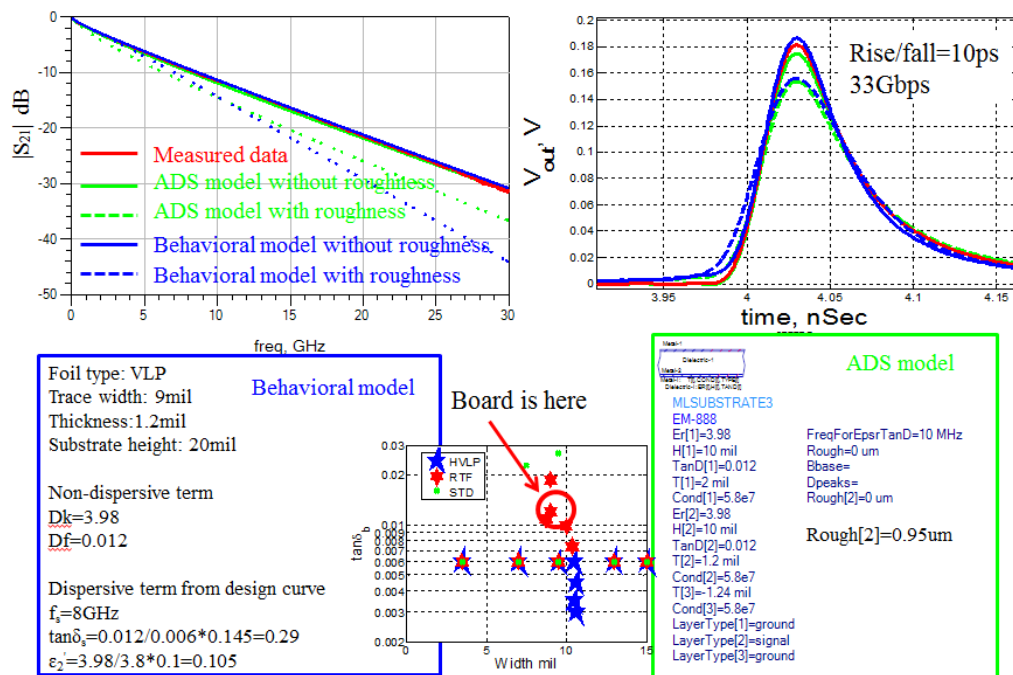 0
-10
-20
-30
-40
-50
|S21| dB
0 5 10 15 20 25 30
freq, GHz
Measured data
ADS model without roughness
ADS model with roughness
Behavioral model without roughness
Behavioral model with roughness
0.2
0.18
0.16
0.14
0.12
0.1
0.08
0.06
0.04
0.02
0
Vout, V
3.95 4 4.05 4.1 4.15
time, nSec
Rise/fall=10ps
33Gbps
Behavioral model
Foil type: VLP
Trace width: 9mil
Thickness:1.2mil
Substrate height: 20mil
Non-dispersive term
Dk=3.98
Df=0.012
Dispersive term from design curve
fs=8GHz
tanδs=0.012/0.006*0.145=0.29
ε2'=3.98/3.8*0.1=0.105
Board is here
0.03
0.02
0.01
0.009
0.008
0.007
0.006
0.005
0.004
0.003
0.002
tanδb
HVLP
RTF
STD
0 5 10 15
Width mil
ADS model
Metal-1
Dielectric-1
Metal-2
MLSUBSTRATE3
EM-888
Er[1]=3.98
H[1]=10 mil
TanD[1]=0.012
T[1]=2 mil
Cond[1]=5.8e7
Er[2]=3.98
H[2]=10 mil
TanD[2]=0.012
T[2]=1.2 mil
Cond[2]=5.8e7
T[3]=-1.24 mil
Cond[3]=5.8e7
LayerType[1]=ground
LayerType[2]=signal
LayerType[3]=ground
FreqForEpsrTanD=10 MHz
Rough=0 um
Bbase=
Dpeaks=
Rough[2]=0 um
Rough[2]=0.95um